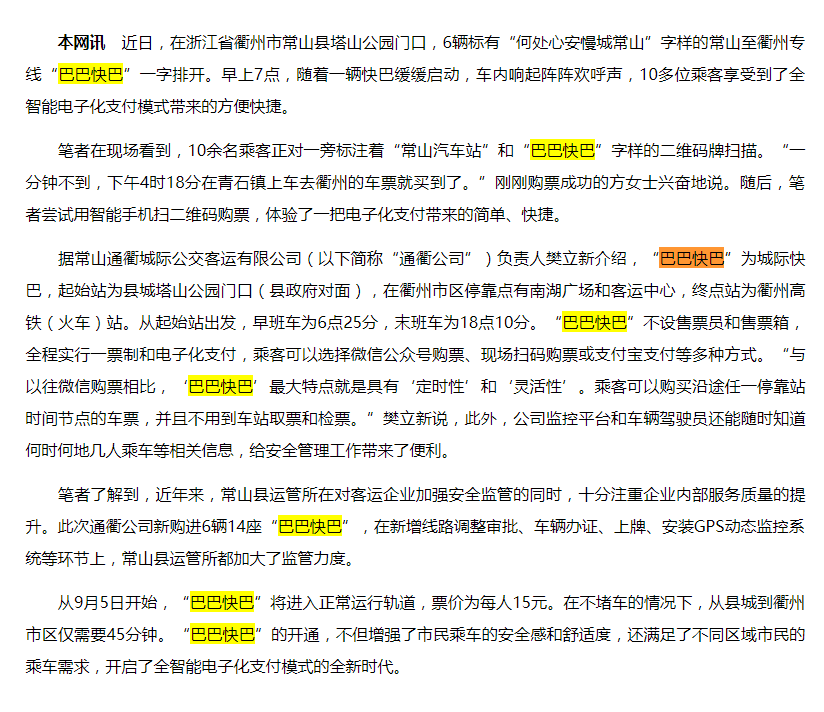 本网讯　近日，在浙江省衢州市常山县塔山公园门口，6辆标有“何处心安慢城常山”字样的常山至衢州专
线“巴巴快巴”一字排开。早上7点，随着一辆快巴缓缓启动，车内响起阵阵欢呼声，10多位乘客享受到了全
智能电子化支付模式带来的方便快捷。
笔者在现场看到，10余名乘客正对一旁标注着“常山汽车站”和“巴巴快巴”字样的二维码牌扫描。“一
分钟不到，下午4时18分在青石镇上车去衢州的车票就买到了。”刚刚购票成功的方女士兴奋地说。随后，笔
者尝试用智能手机扫二维码购票，体验了一把电子化支付带来的简单、快捷。
据常山通衢城际公交客运有限公司（以下简称“通衢公司”）负责人樊立新介绍，“巴巴快巴”为城际快
巴，起始站为县城塔山公园门口（县政府对面），在衢州市区停靠点有南湖广场和客运中心，终点站为衢州高
铁（火车）站。从起始站出发，早班车为6点25分，末班车为18点10分。“巴巴快巴”不设售票员和售票箱，
全程实行一票制和电子化支付，乘客可以选择微信公众号购票、现场扫码购票或支付宝支付等多种方式。“与
以往微信购票相比，‘巴巴快巴’最大特点就是具有‘定时性’和‘灵活性’。乘客可以购买沿途任一停靠站
时间节点的车票，并且不用到车站取票和检票。”樊立新说，此外，公司监控平台和车辆驾驶员还能随时知道
何时何地几人乘车等相关信息，给安全管理工作带来了便利。
笔者了解到，近年来，常山县运管所在对客运企业加强安全监管的同时，十分注重企业内部服务质量的提
升。此次通衢公司新购进6辆14座“巴巴快巴”，在新增线路调整审批、车辆办证、上牌、安装GPS动态监控系
统等环节上，常山县运管所都加大了监管力度。
从9月5日开始，“巴巴快巴”将进入正常运行轨道，票价为每人15元。在不堵车的情况下，从县城到衢州
市区仅需要45分钟。“巴巴快巴”的开通，不但增强了市民乘车的安全感和舒适度，还满足了不同区域市民的
乘车需求，开启了全智能电子化支付模式的全新时代。